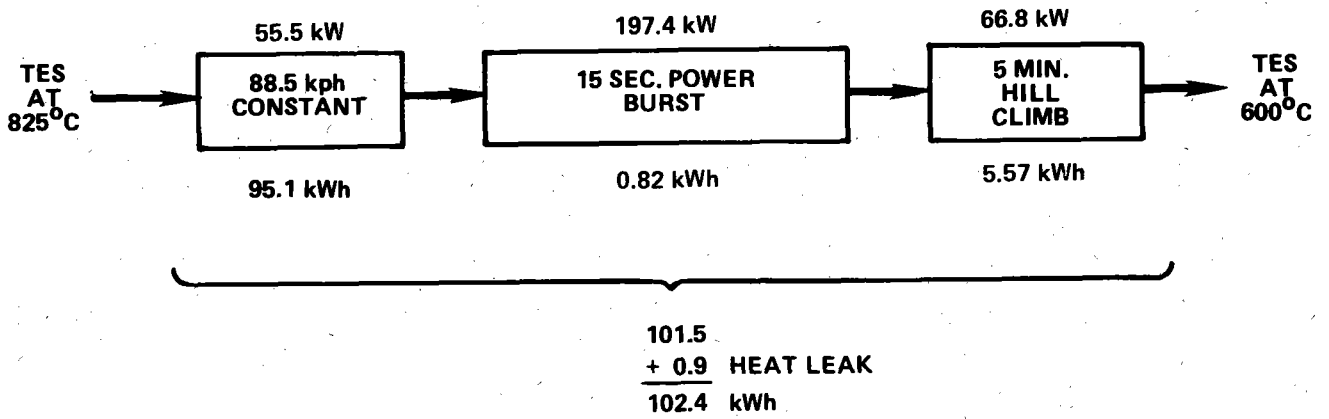 55.5 kW
197.4 kW
66.8 kW
TES
AT
825°C
88.5 kph
CONSTANT
15 SEC. POWER
BURST
5 MIN.
HILL
CLIMB
TES
AT
600°C
95.1 kWh
0.82 kWh
5.57 kWh
101.5
+ 0.9 HEAT LEAK
102.4 kWh